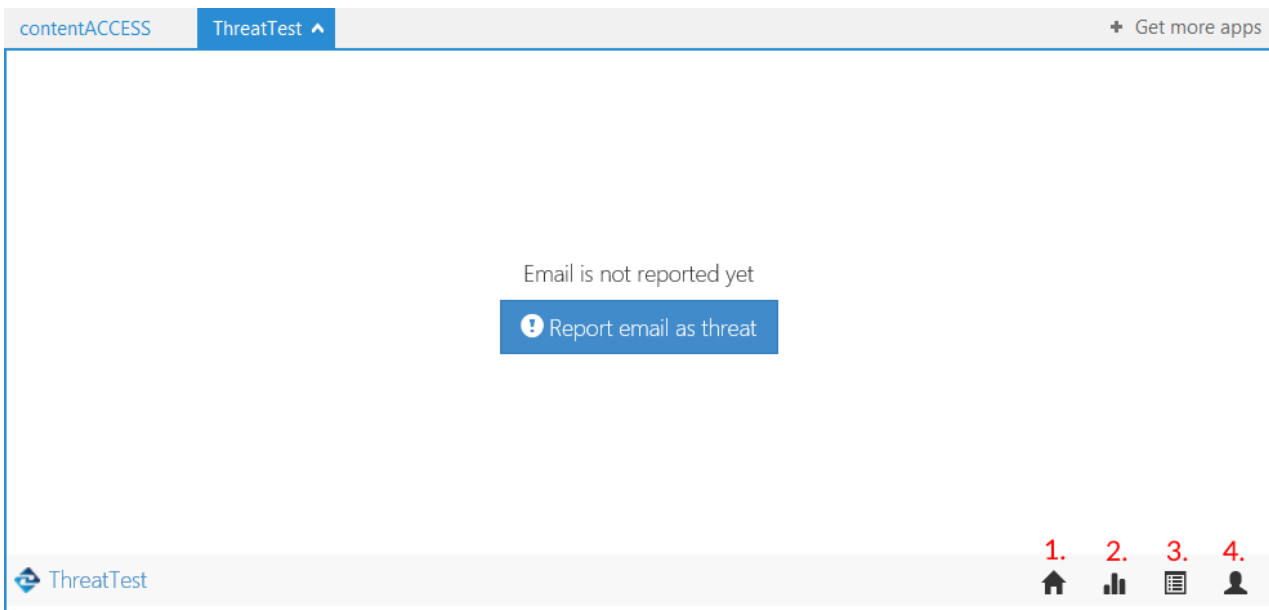 contentACCESS ThreatTest + Get more apps
Email is not reported yet
Report email as threat
1. 2. 3. 4.
ThreatTest